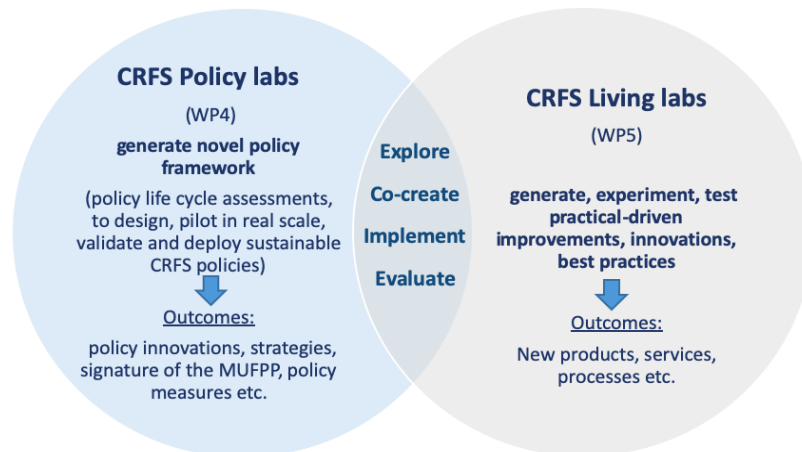 CRFS Policy labs
(WP4)
generate novel policy
framework
(policy life cycle assessments,
to design, pilot in real scale,
validate and deploy sustainable
CRFS policies)
Outcomes:
policy innovations, strategies,
signature of the MUFPP, policy
measures etc.
Explore
Co-create
Implement
Evaluate
CRFS Living labs
(WP5)
generate, experiment, test
practical-driven
improvements, innovations,
best practices
Outcomes:
New products, services,
processes etc.